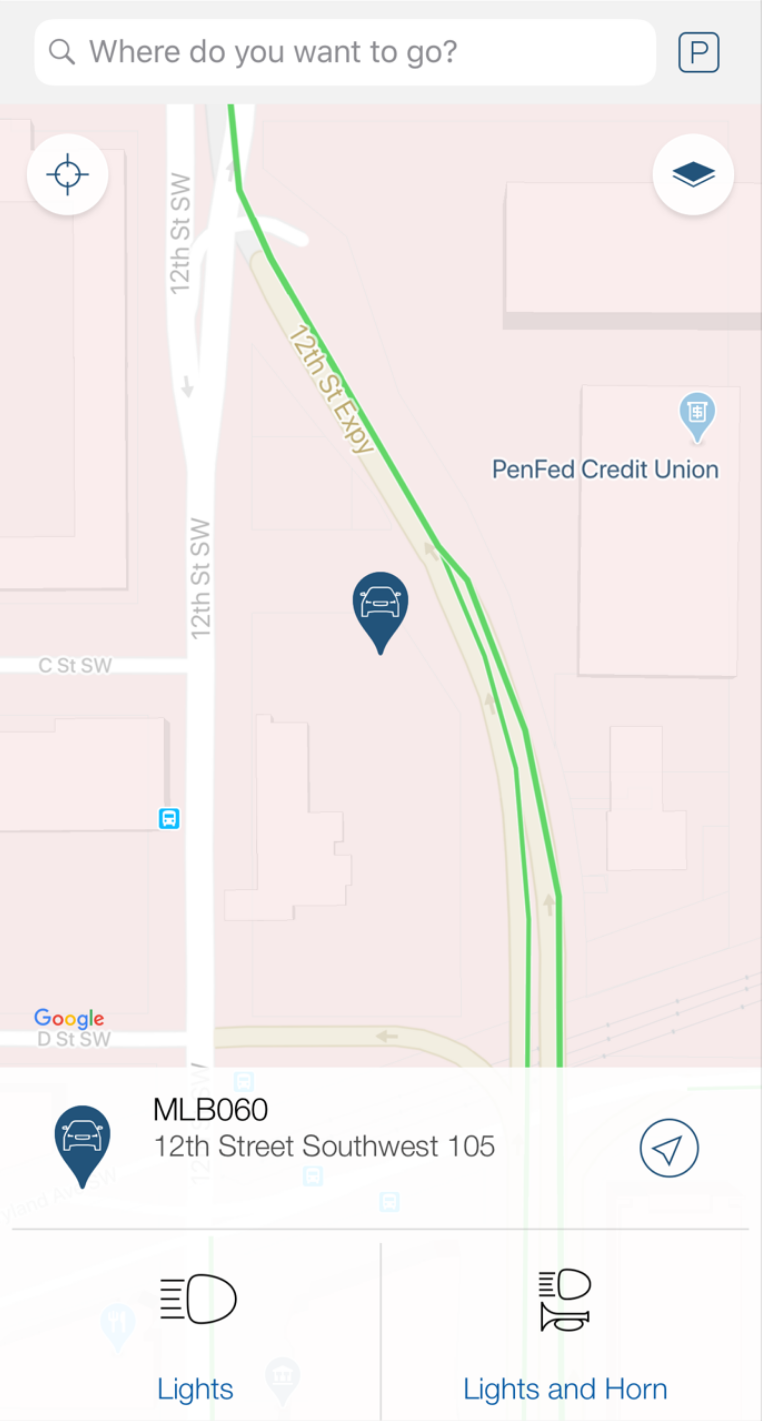 Where do you want to go?
P
12th St SW
12th St Expy
$
PenFed Credit Union
12th St SW
C St SW
Google
D St SW
MLB060
12th Street Southwest 105
Lights
Lights and Horn